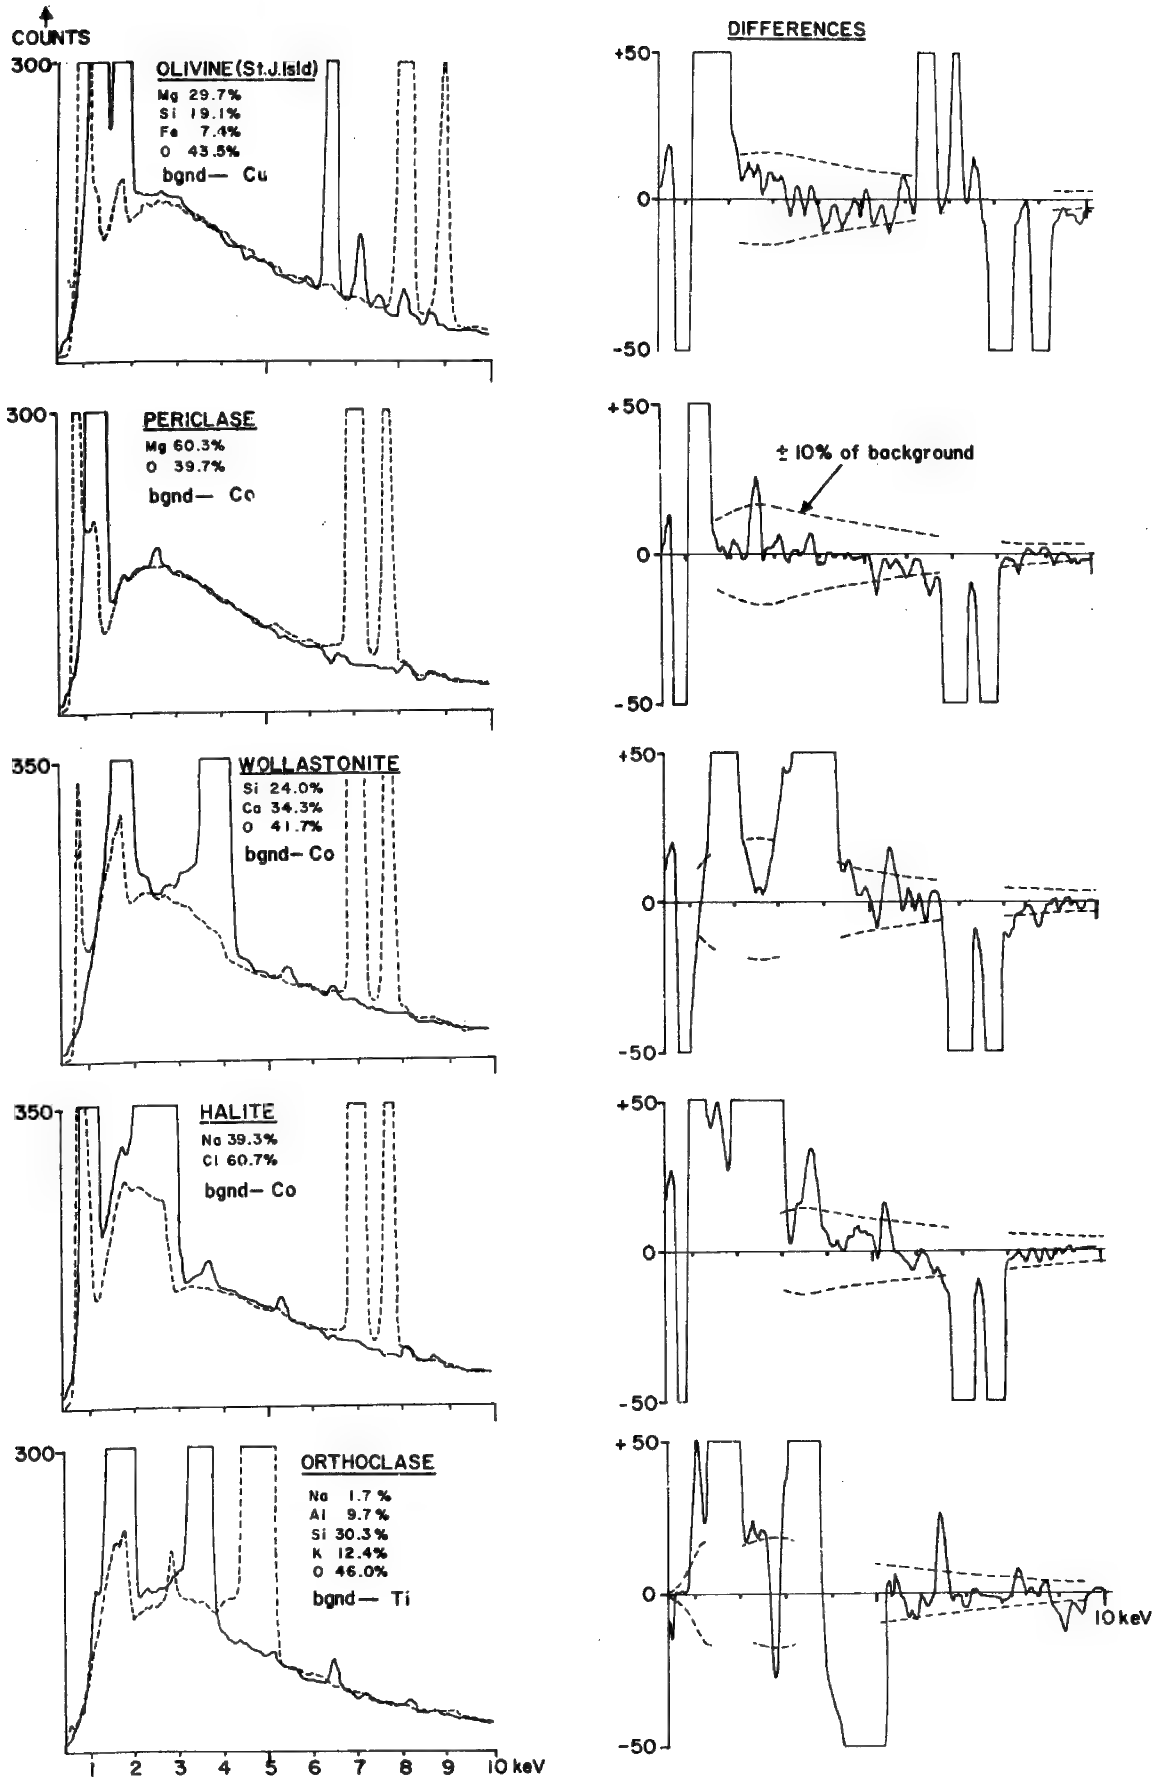 COUNTS
300
OLIVINE (St.J.Isld)
Mg 29.7%
Si 19.1%
Fe 7.4%
O 43.5%
bgnd— Cu
DIFFERENCES
+50
0
-50
300
PERICLASE
Mg 60.3%
O 39.7%
bgnd— Co
+50
± 10% of background
0
-50
350
WOLLASTONITE
Si 24.0%
Ca 34.3%
O 41.7%
bgnd— Co
+50
0
-50
350
HALITE
Na 39.3%
Cl 60.7%
bgnd— Co
+50
0
-50
300
ORTHOCLASE
Na 1.7 %
Al 9.7%
Si 30.3%
K 12.4%
O 46.0%
bgnd— Ti
1 2 3 4 5 6 7 8 9 10 keV
+50
0
10 keV
-50